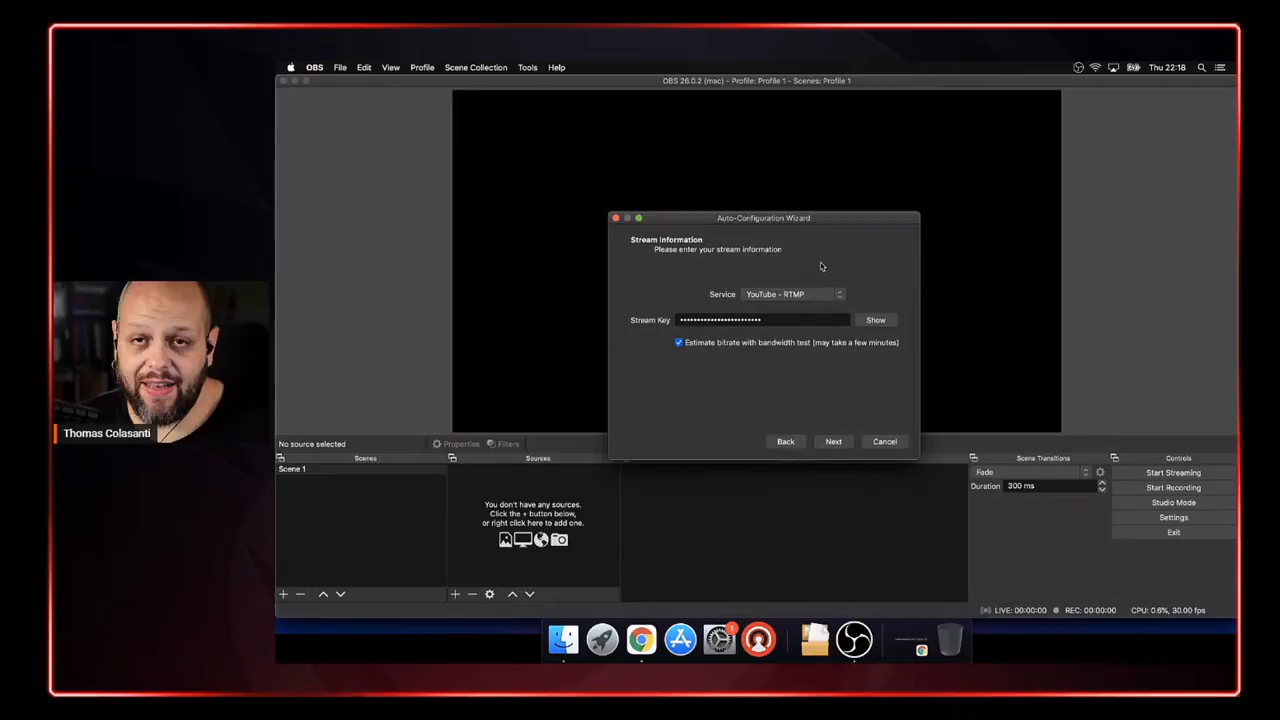 OBS File Edit View Profile Scene Collection Tools Help
Thu 22:18
OBS 26.0.2 (mac) - Profile: Profile 1 - Scenes: Profile 1
Auto-Configuration Wizard
Stream Information
Please enter your stream information
Service YouTube - RTMP
Stream Key •••••••••••••••••••••••• Show
Estimate bitrate with bandwidth test (may take a few minutes)
Back Next Cancel
Thomas Colasanti
No source selected Properties Filters
Scenes
Scene 1
Sources
You don't have any sources.
Click the + button below,
or right click here to add one.
Scene Transitions
Fade
Duration 300 ms
Controls
Start Streaming
Start Recording
Studio Mode
Settings
Exit
LIVE: 00:00:00 REC: 00:00:00 CPU: 0.6%, 30.00 fps
1